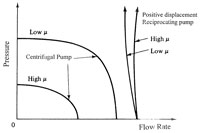 Low μ
Positive displacement
Reciprocating pump
Centrifugal Pump
High μ
Low μ
High μ
Pressure
0
Flow Rate